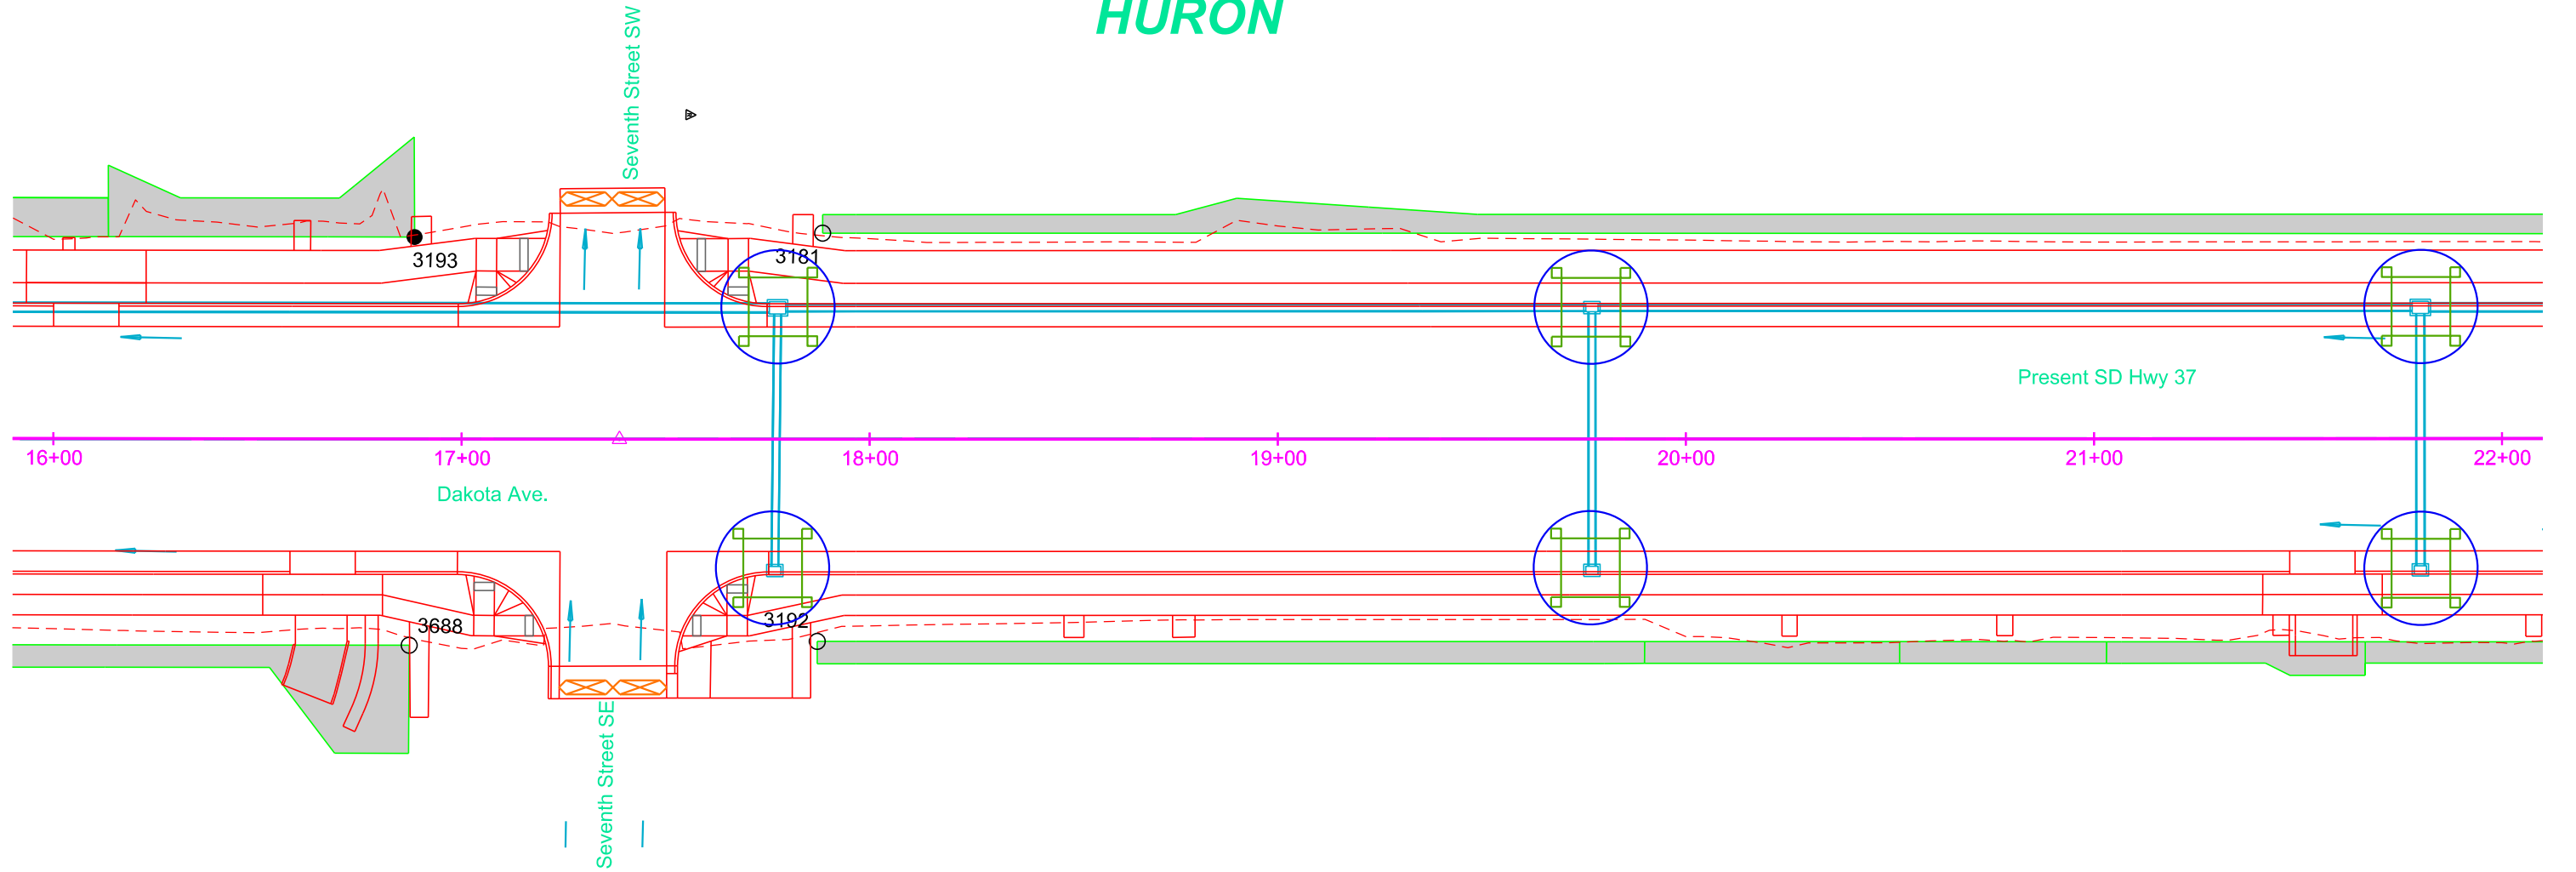 HURON
Seventh Street SW
3193
3181
Present SD Hwy 37
16+00
17+00
18+00
19+00
20+00
21+00
22+00
Dakota Ave.
3688
3192
Seventh Street SE